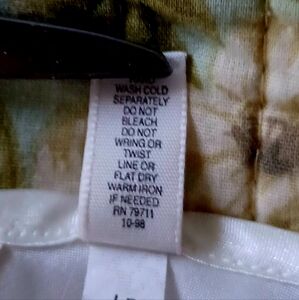 WASH COLD
SEPARATELY
DO NOT
BLEACH
DO NOT
WRING OR
TWIST
LINE OR
FLAT DRY
WARM IRON
IF NEEDED
RN 79711
10-98